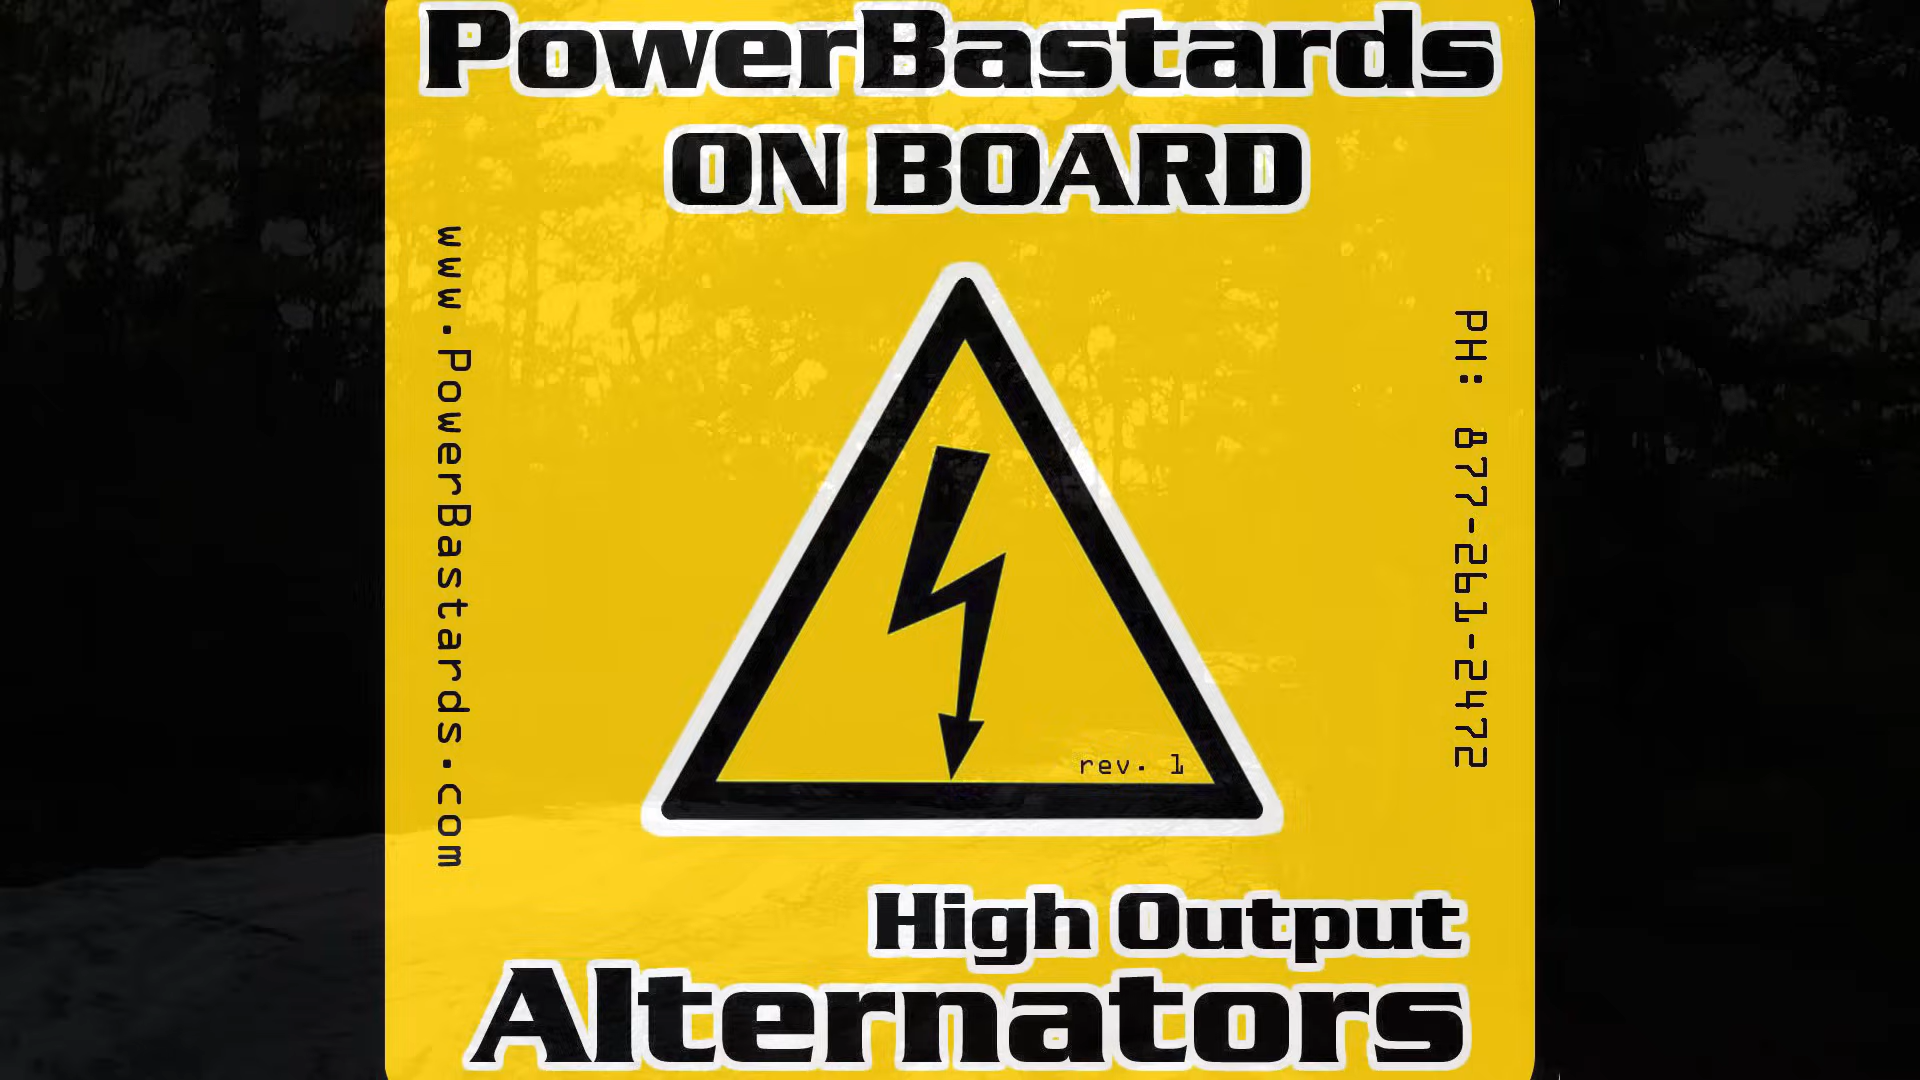 PowerBastards
ON BOARD
www.PowerBastards.com
PH: 877-261-2472
rev. 1
High Output
Alternators